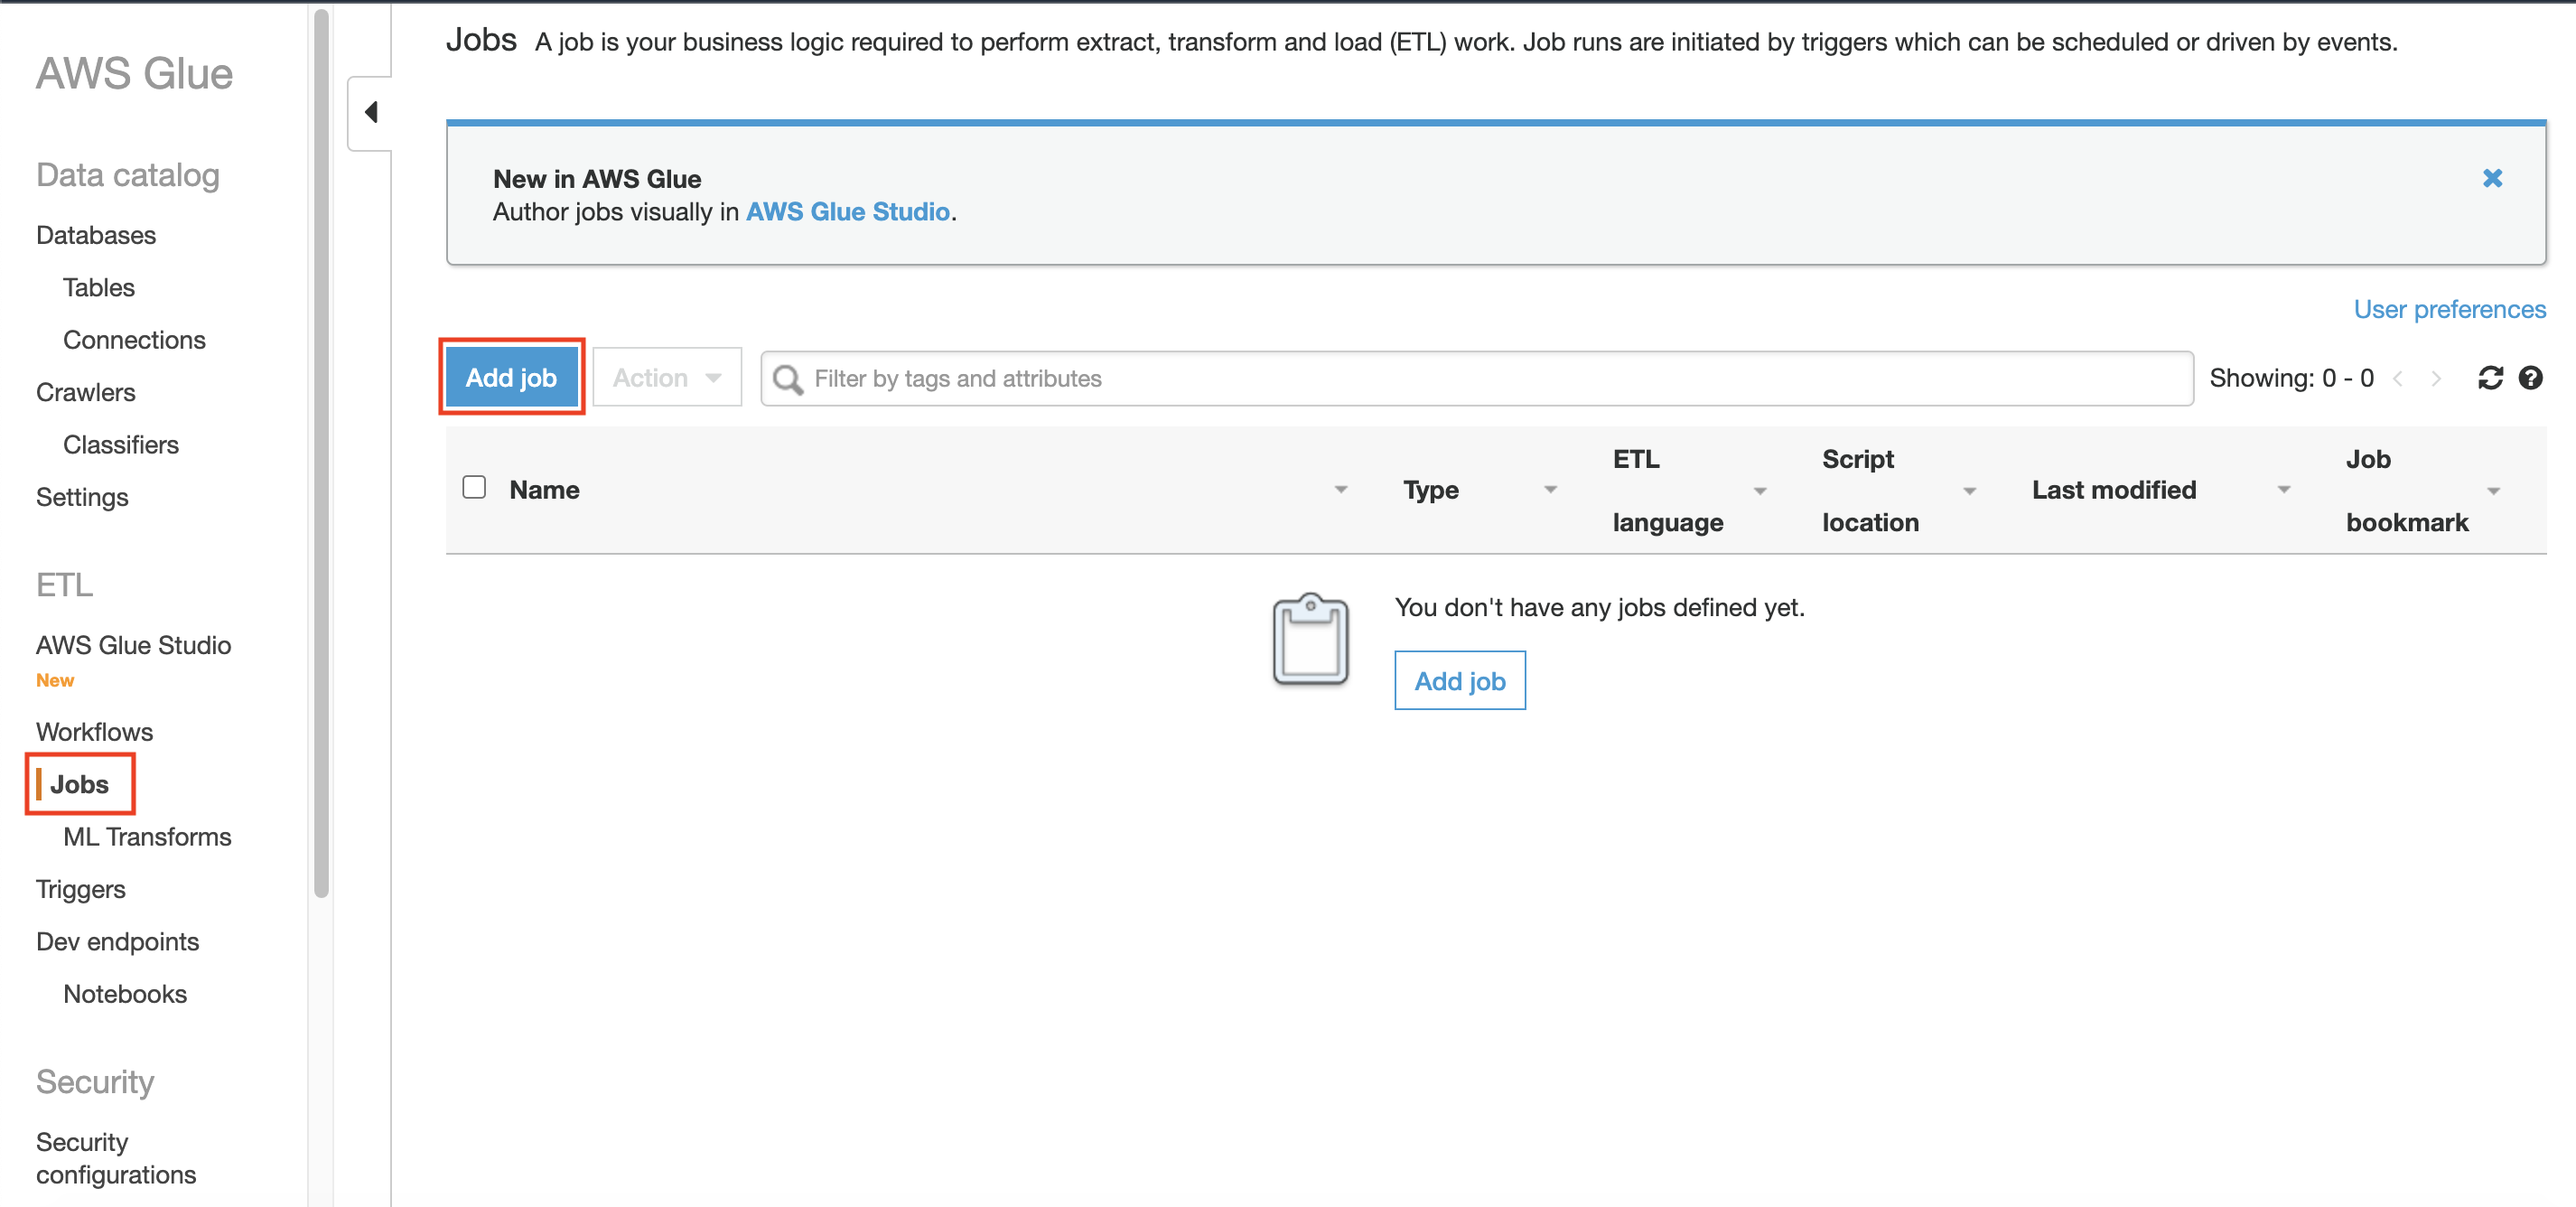 AWS Glue
Data catalog
Databases
Tables
Connections
Crawlers
Classifiers
Settings
ETL
AWS Glue Studio
New
Workflows
Jobs
ML Transforms
Triggers
Dev endpoints
Notebooks
Security
Security
configurations
Jobs A job is your business logic required to perform extract, transform and load (ETL) work. Job runs are initiated by triggers which can be scheduled or driven by events.
New in AWS Glue
Author jobs visually in AWS Glue Studio.
User preferences
Add job Action Filter by tags and attributes Showing: 0 - 0
Name Type ETL language Script location Last modified Job bookmark
You don't have any jobs defined yet.
Add job